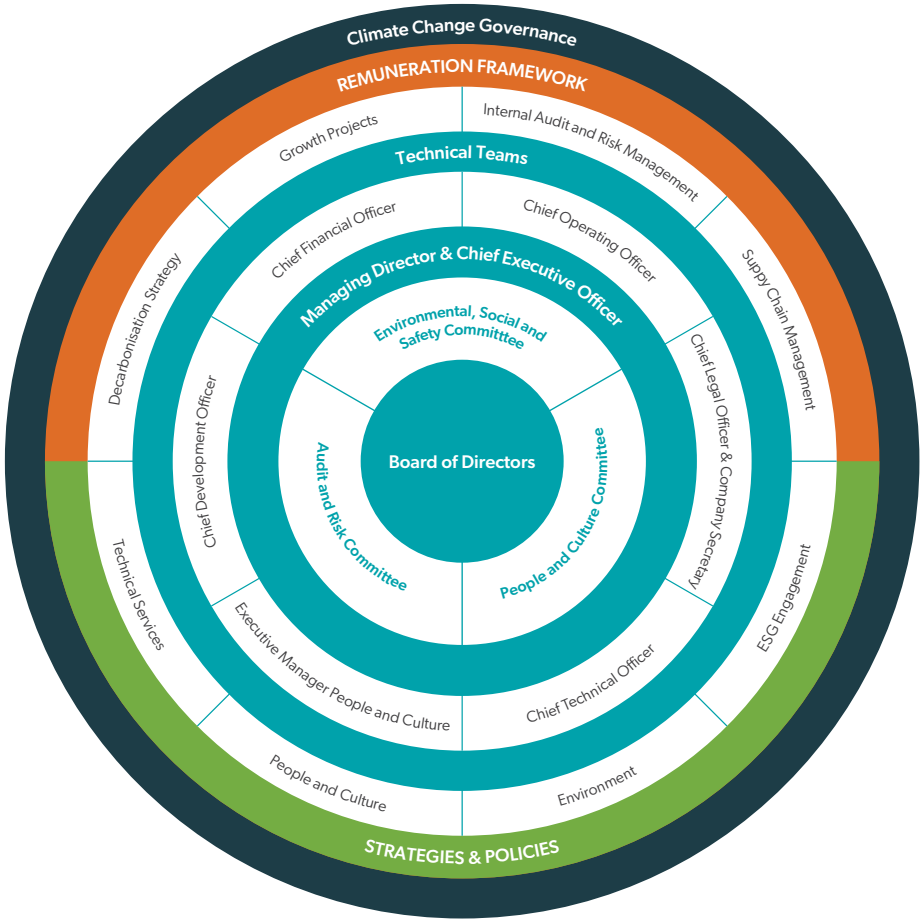 Climate Change Governance
REMUNERATION FRAMEWORK
Growth Projects
Internal Audit and Risk Management
Decarbonisation Strategy
Suppy Chain Management
Technical Teams
Chief Financial Officer
Chief Operating Officer
Managing Director & Chief Executive Officer
Environmental, Social and
Safety Committtee
Chief Development Officer
Chief Legal Officer & Company Secretary
Board of Directors
Audit and Risk Committee
People and Culture Committee
Technical Services
ESG Engagement
Executive Manager People and Culture
Chief Technical Officer
People and Culture
Environment
STRATEGIES & POLICIES